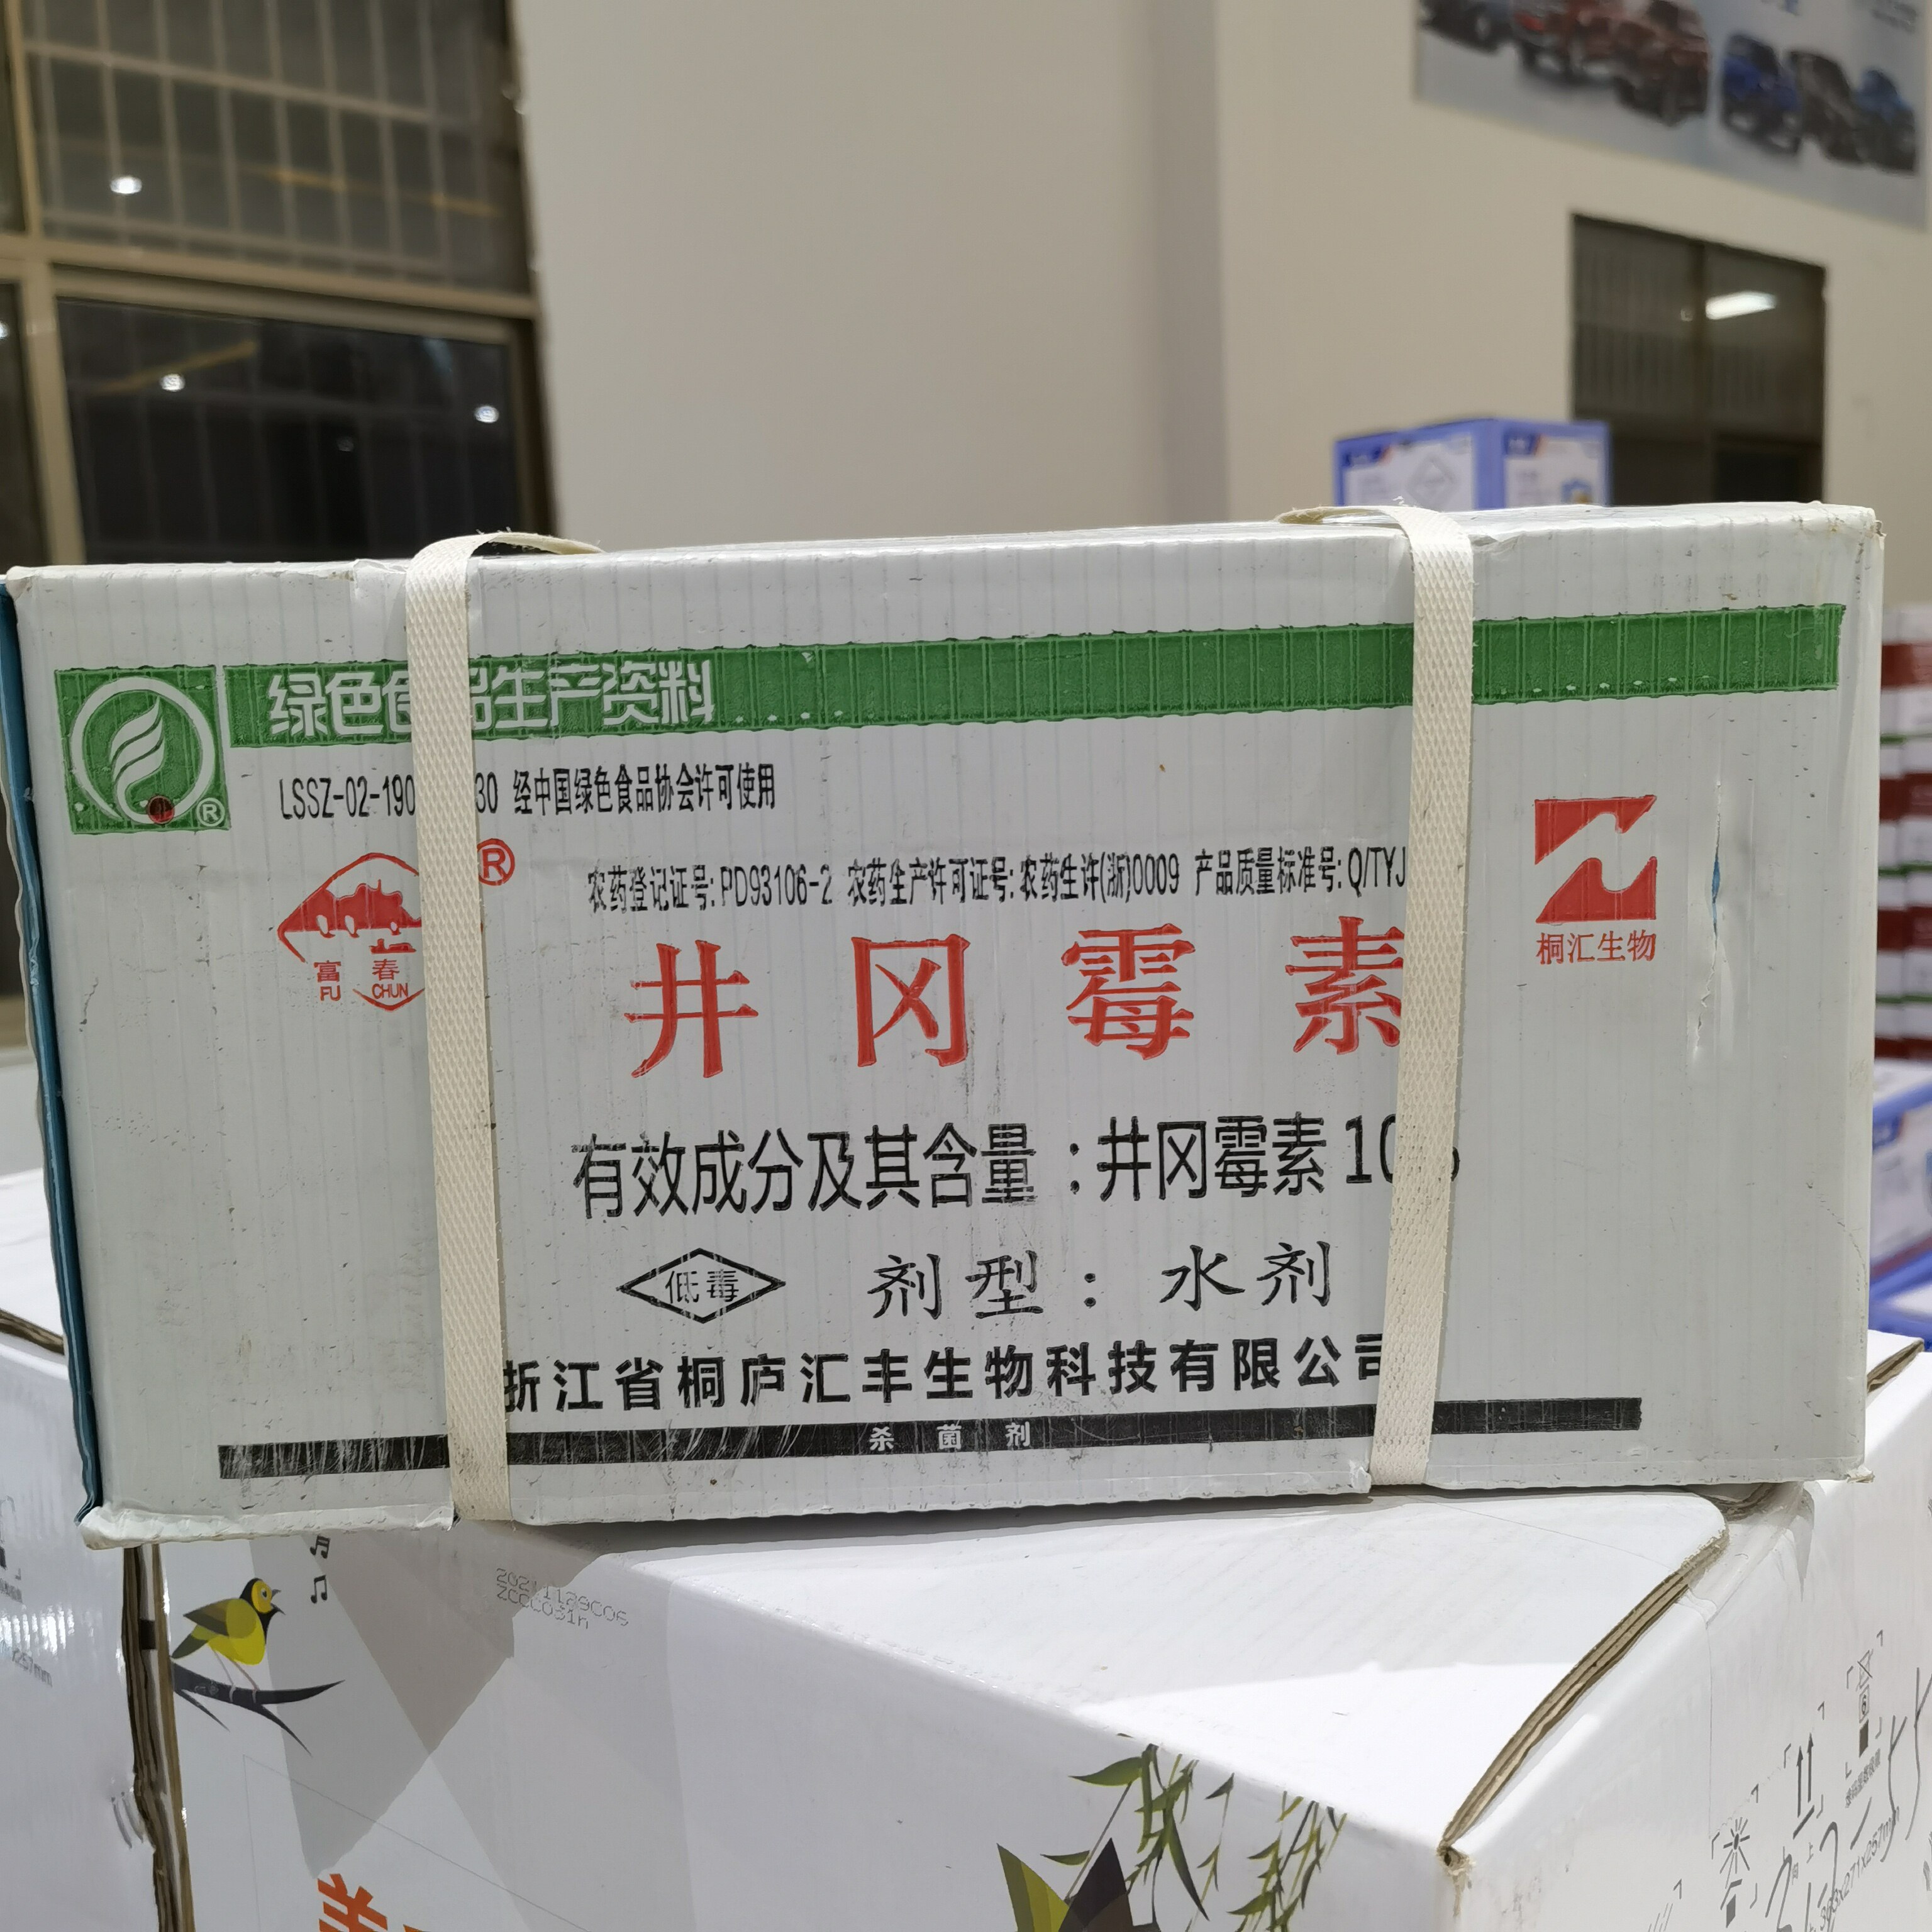 绿色食品生产资料
LSSZ-02-190 30 经中国绿色食品协会许可使用
®
®
农药登记证号: PD93106-2 农药生产许可证号: 农药生许(浙)0009 产品质量标准号: Q/TYJ
富春
FU CHUN
桐汇生物
井冈霉素
有效成分及其含量：井冈霉素10%
低毒 剂型：水剂
浙江省桐庐汇丰生物科技有限公司
杀菌剂
ZCCC031h
美